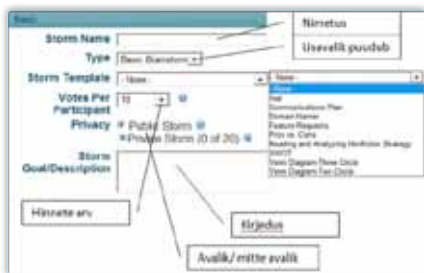 Basic
Storm Name
Nimetus
Type
Basic Brainstorm
Usavalik puudub
Storm Template
- None -
- None -
- None -
Communications Plan
Domain Names
Feature Requests
Pros vs. Cons
Reading and Analyzing Nonfiction Strategy
SWOT
Venn Diagram Three Circle
Venn Diagram Two Circle
Votes Per Participant
10
Privacy
Public Storm
Private Storm (0 of 20)
Storm Goal/Description
Hinnete arv
Kirjedus
Avalik/ mitte avalik